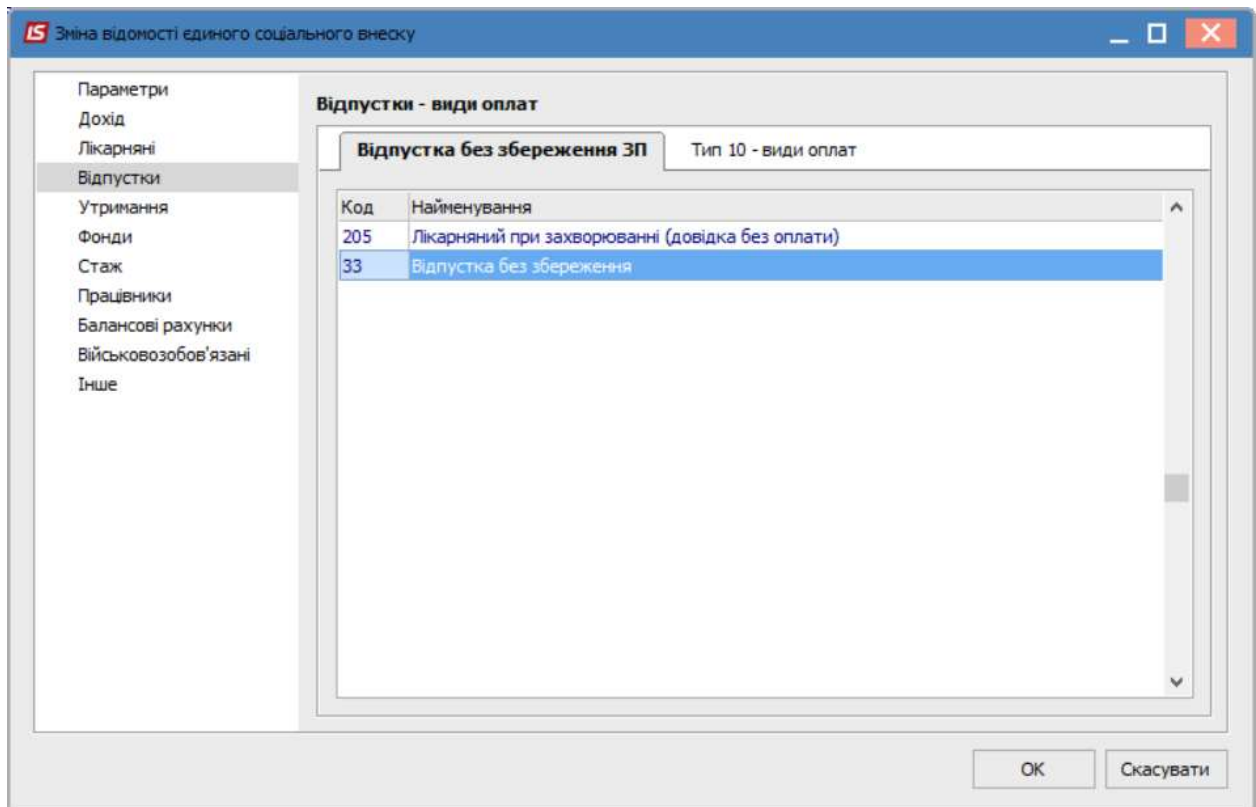 IS Зміна відомості єдиного соціального внеску
Параметри
Дохід
Лікарняні
Відпустки
Утримання
Фонди
Стаж
Працівники
Балансові рахунки
Військовозобов'язані
Інше
Відпустки - види оплат
Відпустка без збереження ЗП Тип 10 - види оплат
Код Найменування
205 Лікарняний при захворюванні (довідка без оплати)
33 Відпустка без збереження
OK Скасувати